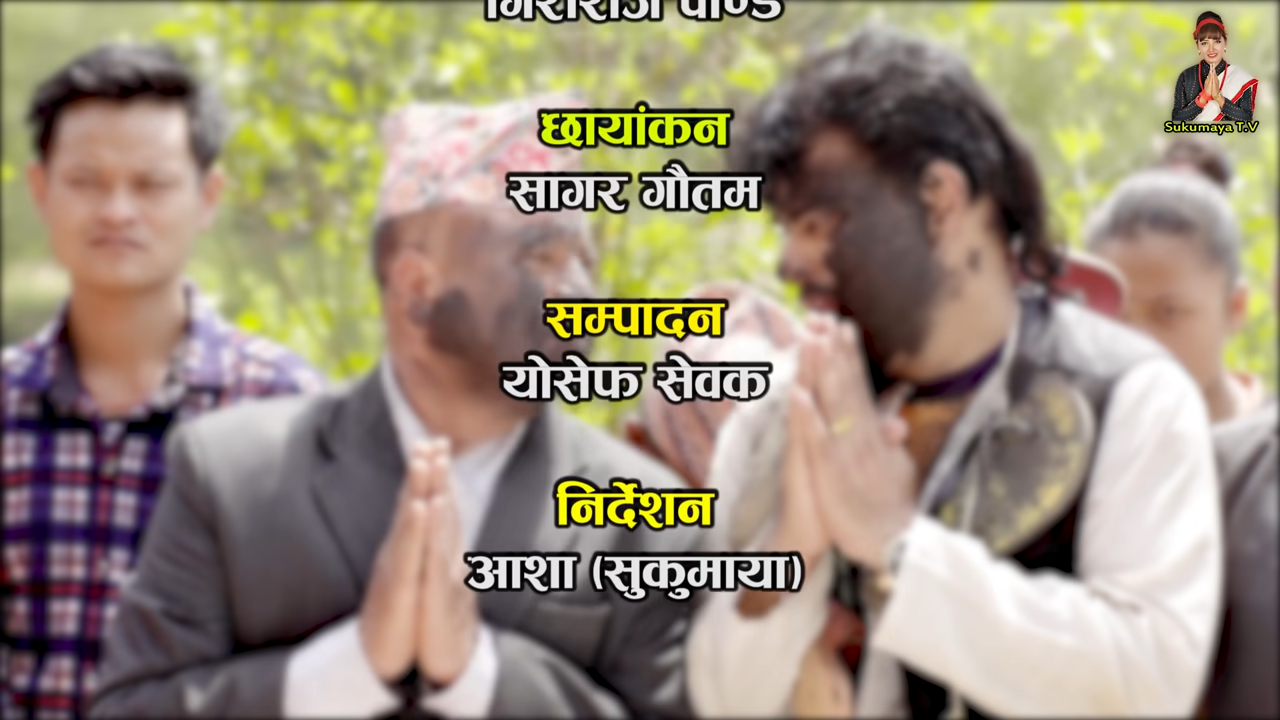 छायांकन
सागर गौतम
सम्पादन
योसेफ सेवक
निर्देशन
आशा (सुकुमाया)
Sukumaya T.V